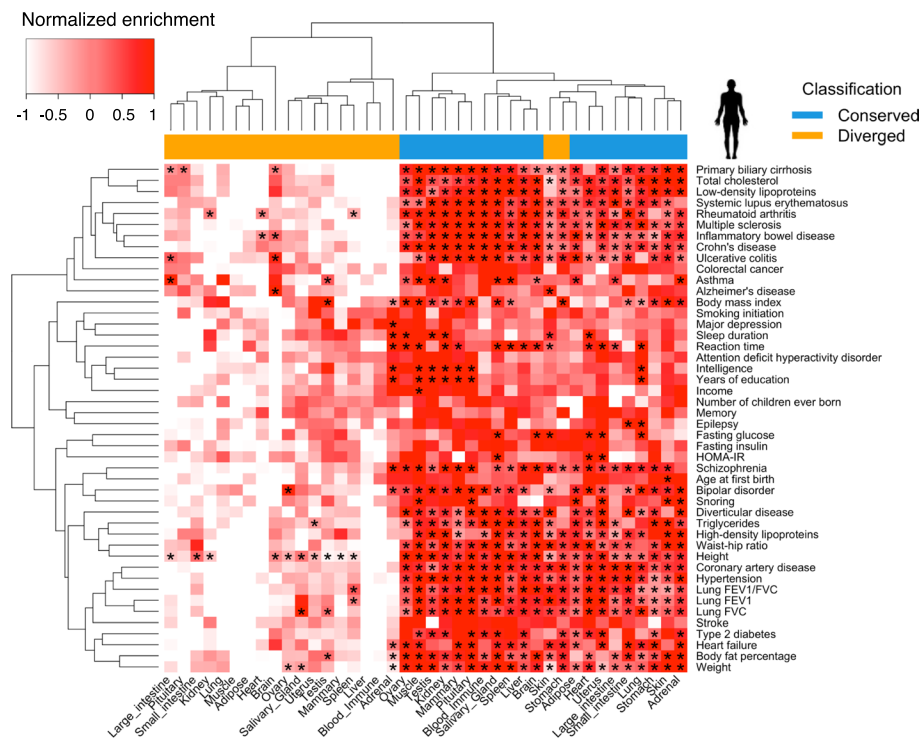 Normalized enrichment
-1 -0.5 0 0.5 1
Classification
Conserved
Diverged
Primary biliary cirrhosis
Total cholesterol
Low-density lipoproteins
Systemic lupus erythematosus
Rheumatoid arthritis
Multiple sclerosis
Inflammatory bowel disease
Crohn's disease
Ulcerative colitis
Colorectal cancer
Asthma
Alzheimer's disease
Body mass index
Smoking initiation
Major depression
Sleep duration
Reaction time
Attention deficit hyperactivity disorder
Intelligence
Years of education
Income
Number of children ever born
Memory
Epilepsy
Fasting glucose
Fasting insulin
HOMA-IR
Schizophrenia
Age at first birth
Bipolar disorder
Snoring
Diverticular disease
Triglycerides
High-density lipoproteins
Waist-hip ratio
Height
Coronary artery disease
Hypertension
Lung FEV1/FVC
Lung FEV1
Lung FVC
Stroke
Type 2 diabetes
Heart failure
Body fat percentage
Weight
Large_intestine
Pituitary
Small_intestine
Kidney
Lung
Muscle
Adipose
Heart
Brain
Ovary
Salivary_Gland
Uterus
Testis
Mammary
Spleen
Liver
Blood_Immune
Adrenal
Ovary
Muscle
Testis
Kidney
Mammary
Pituitary
Blood_Immune
Salivary_Gland
Spleen
Liver
Brain
Skin
Stomach
Adipose
Heart
Uterus
Large_intestine
Small_intestine
Lung
Stomach
Skin
Adrenal